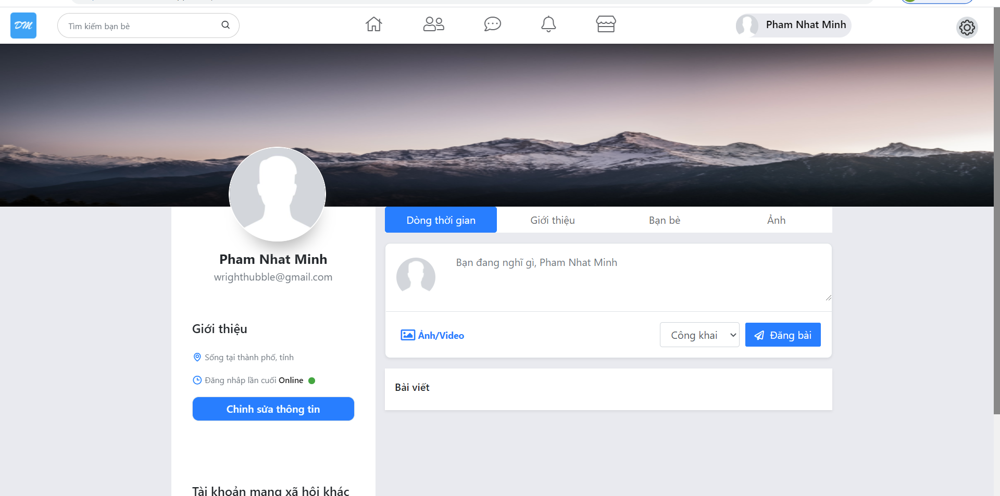 DM
Tìm kiếm bạn bè
Pham Nhat Minh
Pham Nhat Minh
wrighthubble@gmail.com
Giới thiệu
Sống tại thành phố, tỉnh
Đăng nhâp lần cuối Online
Chỉnh sửa thông tin
Tài khoản mạng xã hội khác
Dòng thời gian
Giới thiệu
Bạn bè
Ảnh
Bạn đang nghĩ gì, Pham Nhat Minh
Ảnh/Video
Công khai
Đăng bài
Bài viết